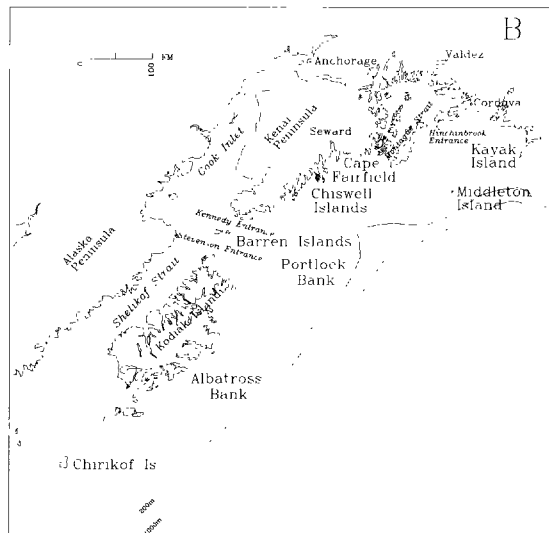 B
0
100
KM
Anchorage
Valdez
Cordova
Cook Inlet
Kenai
Peninsula
Seward
Hinchinbrook
Entrance
Kayak
Island
Cape
Fairfield
Chiswell
Islands
Middleton
Island
Alaska
Peninsula
Kennedy Entrance
Stevenson Entrance
Barren Islands
Portlock
Bank
Shelikof Strait
Kodiak Island
Albatross
Bank
Chirikof Is
200m
1000m